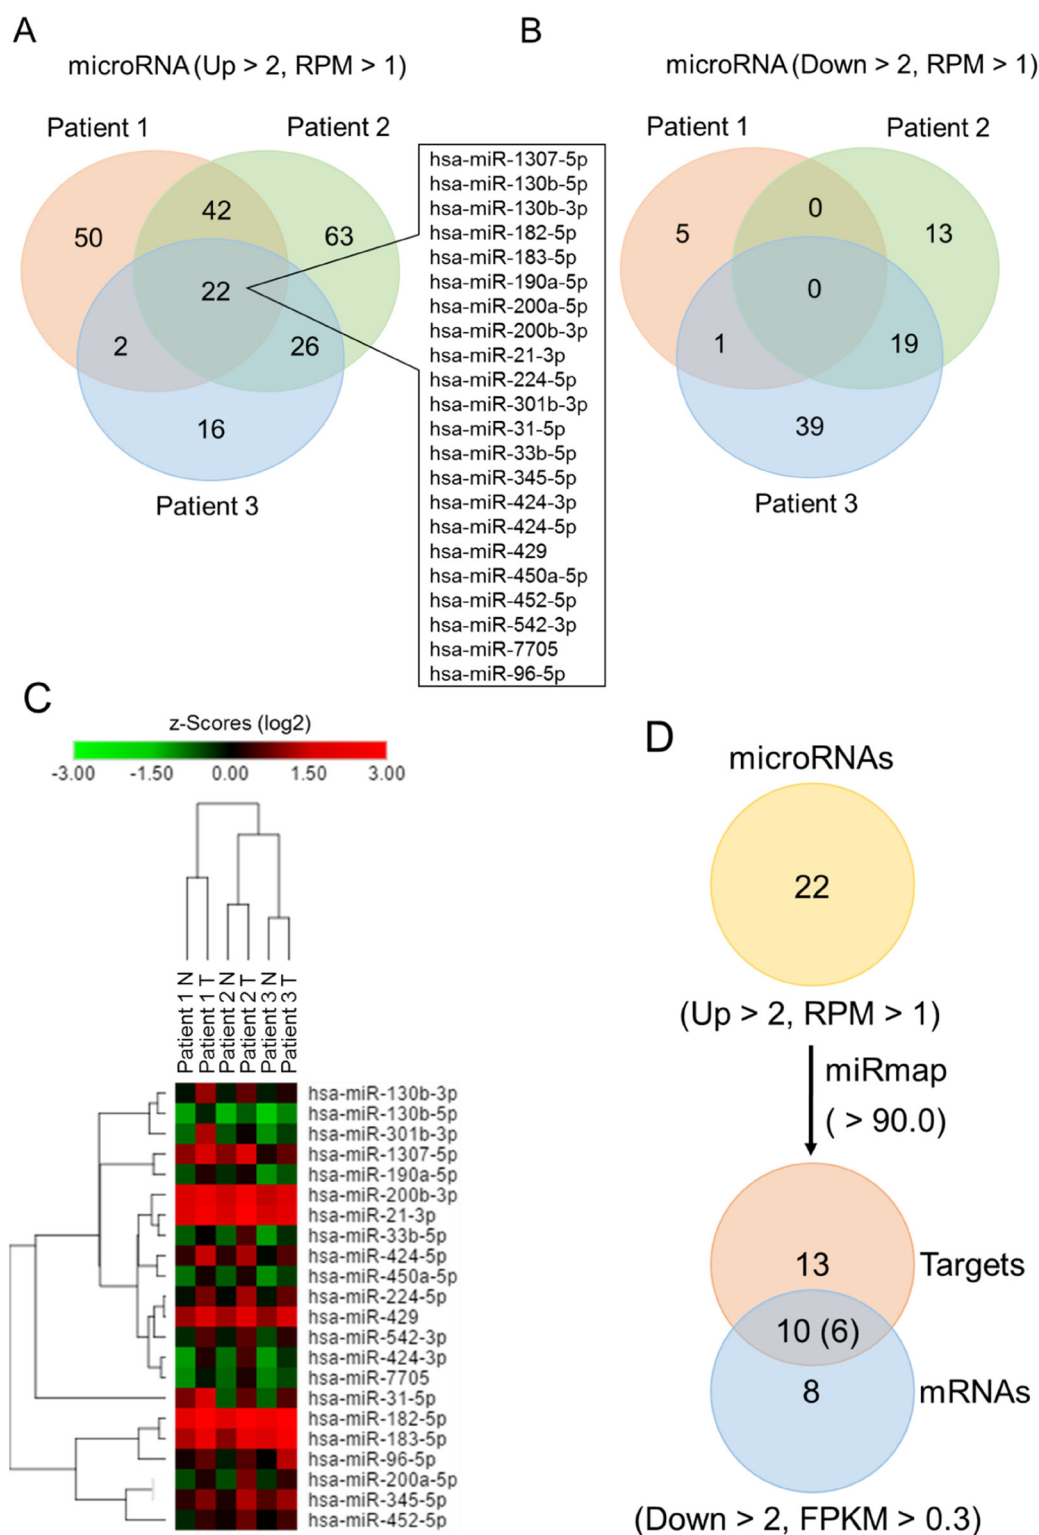 A
microRNA (Up > 2, RPM > 1)
Patient 1
Patient 2
50
42
63
22
2
26
16
Patient 3
hsa-miR-1307-5p
hsa-miR-130b-5p
hsa-miR-130b-3p
hsa-miR-182-5p
hsa-miR-183-5p
hsa-miR-190a-5p
hsa-miR-200a-5p
hsa-miR-200b-3p
hsa-miR-21-3p
hsa-miR-224-5p
hsa-miR-301b-3p
hsa-miR-31-5p
hsa-miR-33b-5p
hsa-miR-345-5p
hsa-miR-424-3p
hsa-miR-424-5p
hsa-miR-429
hsa-miR-450a-5p
hsa-miR-452-5p
hsa-miR-542-3p
hsa-miR-7705
hsa-miR-96-5p
B
microRNA (Down > 2, RPM > 1)
Patient 1
Patient 2
5
0
13
0
1
19
39
Patient 3
C
z-Scores (log2)
-3.00 -1.50 0.00 1.50 3.00
Patient 1 N
Patient 1 T
Patient 2 N
Patient 2 T
Patient 3 N
Patient 3 T
hsa-miR-130b-3p
hsa-miR-130b-5p
hsa-miR-301b-3p
hsa-miR-1307-5p
hsa-miR-190a-5p
hsa-miR-200b-3p
hsa-miR-21-3p
hsa-miR-33b-5p
hsa-miR-424-5p
hsa-miR-450a-5p
hsa-miR-224-5p
hsa-miR-429
hsa-miR-542-3p
hsa-miR-424-3p
hsa-miR-7705
hsa-miR-31-5p
hsa-miR-182-5p
hsa-miR-183-5p
hsa-miR-96-5p
hsa-miR-200a-5p
hsa-miR-345-5p
hsa-miR-452-5p
D
microRNAs
22
(Up > 2, RPM > 1)
miRmap
( > 90.0)
13
Targets
10 (6)
8
mRNAs
(Down > 2, FPKM > 0.3)